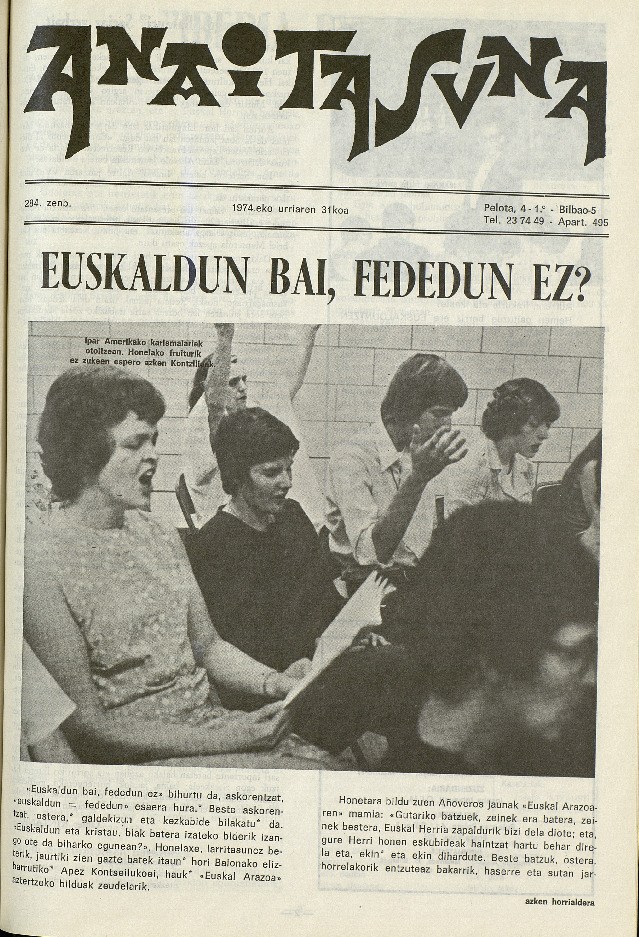 ANAITASUNA
284. zenb.
1974.eko urriaren 31koa
Pelota, 4 - 1.º - Bilbao-5
Tel. 23 74 49 - Apart. 495
EUSKALDUN BAI, FEDEDUN EZ?
Ipar Amerikako karismalariak
otoitzean. Honelako fruiturik
ez zukeen espero azken Kontzilioak.
«Euskaldun bai, fededun ez» bihurtu da, askorentzat,
«euskaldun = fededun» esaera hura.* Beste askoren-
tzat, ostera,* galdekizun eta kezkabide bilakatu* da.
«Euskaldun eta kristau, biak batera izateko biderik izan-
go ote da biharko egunean?». Honelaxe, larritasunez be-
terik, jaurtiki zien gazte batek itaun* hori Baionako eliz-
barrutiko* Apez Kontseilukoei, hauk* «Euskal Arazoa»
aztertzeko bilduak zeudelarik.
Honetara bildu zuen Añoveros jaunak «Euskal Arazoa-
ren» mamia: «Gutariko batzuek, zeinek era batera, zei-
nek bestera, Euskal Herria zapaldurik bizi dela diote; eta,
gure Herri honen eskubideak haintzat hartu behar dire-
la eta, ekin* eta ekin dihardute. Beste batzuk, ostera,
horrelakorik entzuteaz bakarrik, haserre eta sutan jar-
azken horrialdera